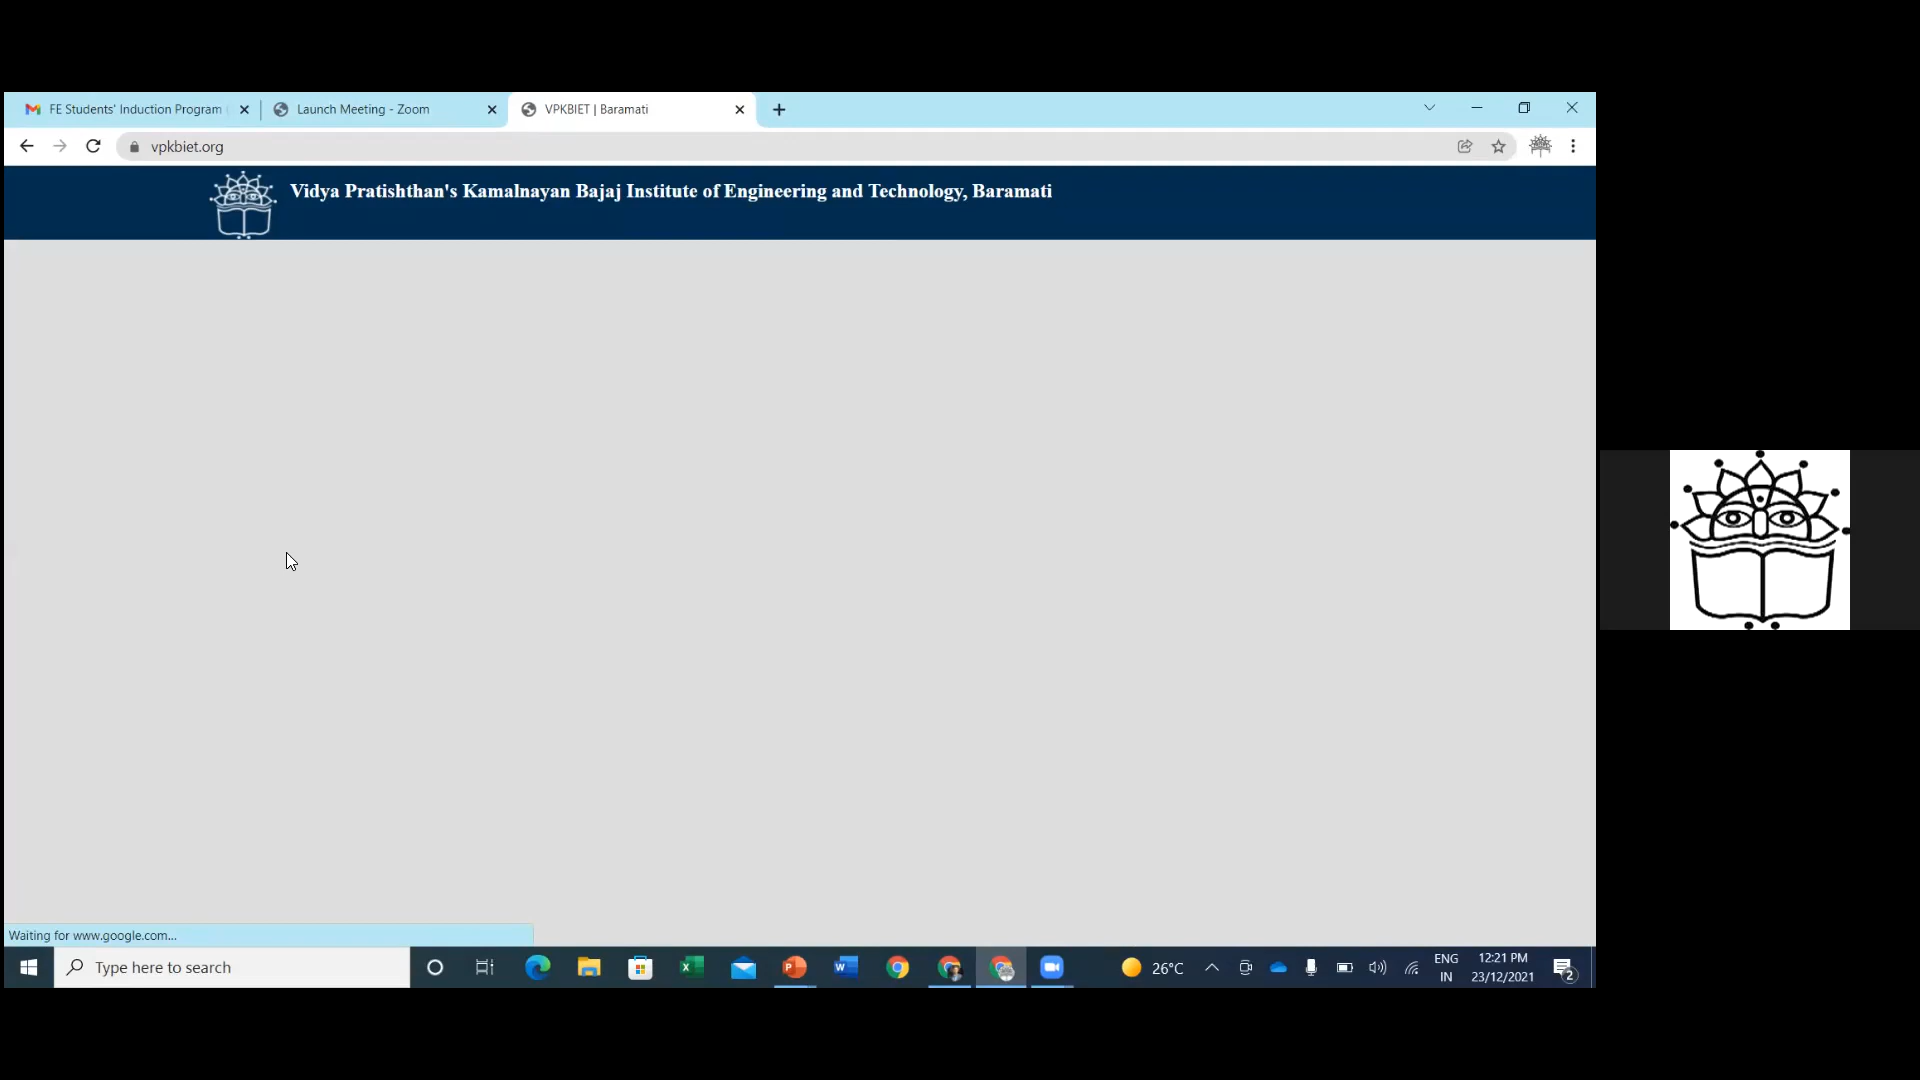 FE Students' Induction Program
Launch Meeting - Zoom
VPKBIET | Baramati
vpkbiet.org
Vidya Pratishthan's Kamalnayan Bajaj Institute of Engineering and Technology, Baramati
Waiting for www.google.com...
Type here to search
26°C
ENG
IN
12:21 PM
23/12/2021
2